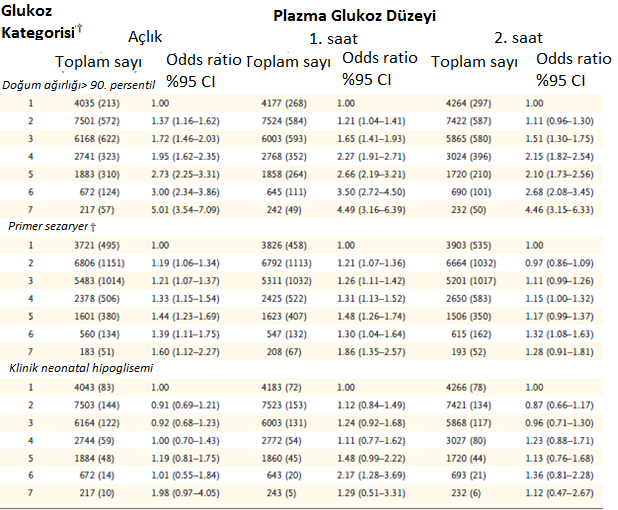 Glukoz
Kategorisi†
Plazma Glukoz Düzeyi
Açlık 1. saat 2. saat
Toplam sayı Odds ratio %95 CI Toplam sayı Odds ratio %95 CI Toplam sayı Odds ratio %95 CI
Doğum ağırlığı> 90. persentil
1 4035 (213) 1.00 4177 (268) 1.00 4264 (297) 1.00
2 7501 (572) 1.37 (1.16–1.62) 7524 (584) 1.21 (1.04–1.41) 7422 (587) 1.11 (0.96–1.30)
3 6168 (622) 1.72 (1.46–2.03) 6003 (593) 1.65 (1.41–1.93) 5865 (580) 1.51 (1.30–1.75)
4 2741 (323) 1.95 (1.62–2.35) 2768 (352) 2.27 (1.91–2.71) 3024 (396) 2.15 (1.82–2.54)
5 1883 (310) 2.73 (2.25–3.31) 1858 (264) 2.66 (2.19–3.21) 1720 (210) 2.10 (1.73–2.56)
6 672 (124) 3.00 (2.34–3.86) 645 (111) 3.50 (2.72–4.50) 690 (101) 2.68 (2.08–3.45)
7 217 (57) 5.01 (3.54–7.09) 242 (49) 4.49 (3.16–6.39) 232 (50) 4.46 (3.15–6.33)
Primer sezaryer †
1 3721 (495) 1.00 3826 (458) 1.00 3903 (535) 1.00
2 6806 (1151) 1.19 (1.06–1.34) 6792 (1113) 1.21 (1.07–1.36) 6664 (1032) 0.97 (0.86–1.09)
3 5483 (1014) 1.21 (1.07–1.37) 5311 (1032) 1.26 (1.11–1.42) 5201 (1017) 1.11 (0.99–1.26)
4 2378 (506) 1.33 (1.15–1.54) 2425 (522) 1.31 (1.13–1.52) 2650 (583) 1.15 (1.00–1.32)
5 1601 (380) 1.44 (1.23–1.69) 1623 (407) 1.48 (1.26–1.74) 1506 (350) 1.17 (0.99–1.37)
6 560 (134) 1.39 (1.11–1.75) 547 (132) 1.30 (1.04–1.64) 615 (162) 1.32 (1.08–1.63)
7 183 (51) 1.60 (1.12–2.27) 208 (67) 1.86 (1.35–2.57) 193 (52) 1.28 (0.91–1.81)
Klinik neonatal hipoglisemi
1 4043 (83) 1.00 4183 (72) 1.00 4266 (78) 1.00
2 7503 (144) 0.91 (0.69–1.21) 7523 (153) 1.12 (0.84–1.49) 7421 (134) 0.87 (0.66–1.17)
3 6164 (122) 0.92 (0.68–1.23) 6003 (131) 1.24 (0.92–1.68) 5868 (117) 0.96 (0.71–1.30)
4 2744 (59) 1.00 (0.70–1.43) 2772 (54) 1.11 (0.77–1.62) 3027 (80) 1.23 (0.88–1.71)
5 1884 (48) 1.19 (0.81–1.75) 1860 (45) 1.48 (0.99–2.22) 1720 (44) 1.13 (0.76–1.68)
6 672 (14) 1.01 (0.55–1.84) 643 (20) 2.17 (1.28–3.69) 693 (21) 1.36 (0.81–2.28)
7 217 (10) 1.98 (0.97–4.05) 243 (5) 1.29 (0.51–3.31) 232 (6) 1.12 (0.47–2.67)